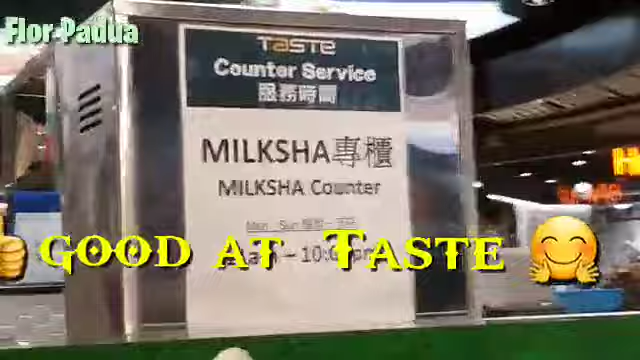 Flor Padua
Taste
Counter Service
服務時間
MILKSHA專櫃
MILKSHA Counter
GOOD AT TASTE